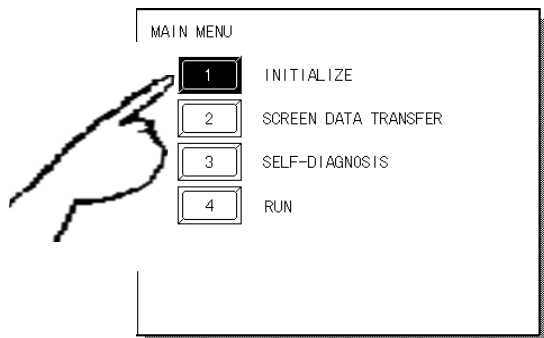 MAIN MENU
1 INITIALIZE
2 SCREEN DATA TRANSFER
3 SELF-DIAGNOSIS
4 RUN